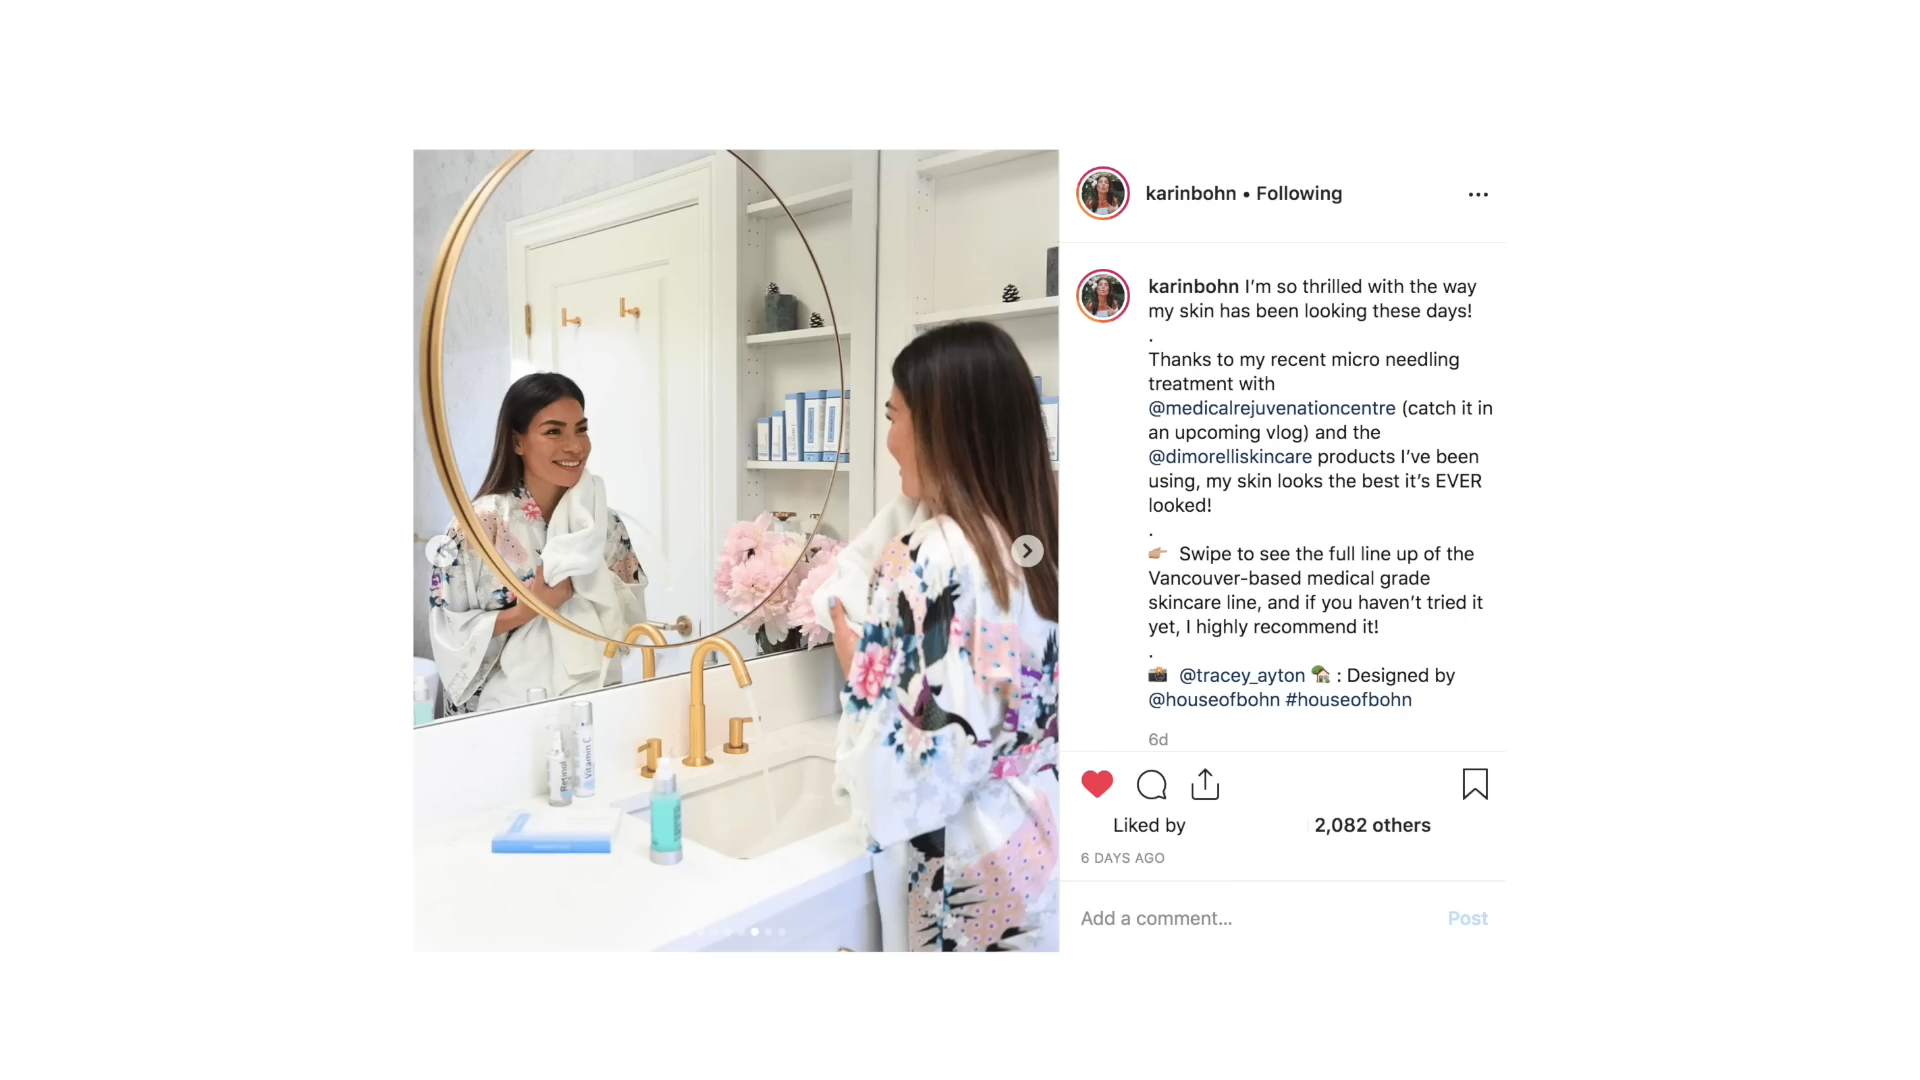 karinbohn • Following
karinbohn I’m so thrilled with the way
my skin has been looking these days!
.
Thanks to my recent micro needling
treatment with
@medicalrejuvenationcentre (catch it in
an upcoming vlog) and the
@dimorelliskincare products I’ve been
using, my skin looks the best it’s EVER
looked!
.
👉🏼 Swipe to see the full line up of the
Vancouver-based medical grade
skincare line, and if you haven’t tried it
yet, I highly recommend it!
.
📸 @tracey_ayton 🏡 : Designed by
@houseofbohn #houseofbohn
6d
Liked by 2,082 others
6 DAYS AGO
Add a comment... Post
Retinol
Vitamin C